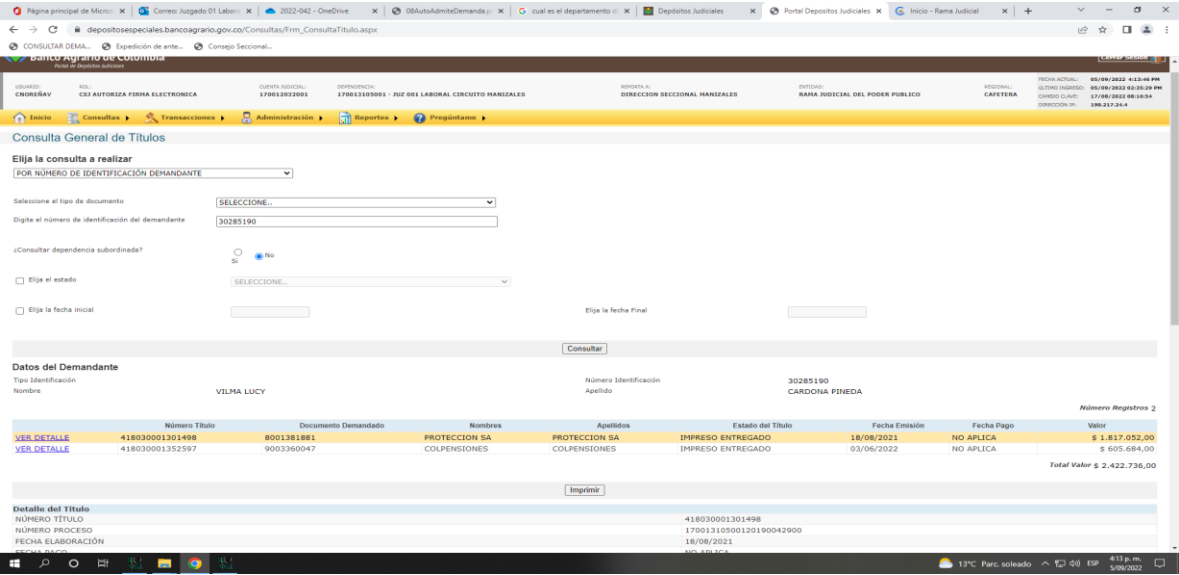 Página principal de Micros Correo: Juzgado 01 Labora 2022-042 - OneDrive 08AutoAdmiteDemanda.p cual es el departamento d Depósitos Judiciales Portal Depositos Judiciales Inicio - Rama Judicial
depositosespeciales.bancoagrario.gov.co/Consultas/Frm_ConsultaTitulo.aspx
CONSULTAR DEMA... Expedición de ante... Consejo Seccional...
Banco Agrario de Colombia Cerrar Sesión
Portal de Depósitos Judiciales
USUARIO: ROL: CUENTA JUDICIAL: DEPENDENCIA: REPORTA A: ENTIDAD: REGIONAL: FECHA ACTUAL: 05/09/2022 4:13:46 PM
CNOREÑAV CSJ AUTORIZA FIRMA ELECTRONICA 170012032001 170013105001 - JUZ 001 LABORAL CIRCUITO MANIZALES DIRECCION SECCIONAL MANIZALES RAMA JUDICIAL DEL PODER PUBLICO CAFETERA ÚLTIMO INGRESO: 05/09/2022 02:35:29 PM
CAMBIO CLAVE: 17/08/2022 08:16:54
DIRECCIÓN IP: 190.217.24.4
Inicio Consultas Transacciones Administración Reportes Pregúntame
Consulta General de Títulos
Elija la consulta a realizar
POR NÚMERO DE IDENTIFICACIÓN DEMANDANTE
Seleccione el tipo de documento SELECCIONE..
Digite el número de identificación del demandante 30285190
¿Consultar dependencia subordinada? Si No
Elija el estado SELECCIONE..
Elija la fecha inicial Elija la fecha Final
Consultar
Datos del Demandante
Tipo Identificación Número Identificación 30285190
Nombre VILMA LUCY Apellido CARDONA PINEDA
Número Registros 2
Número Título Documento Demandado Nombres Apellidos Estado del Título Fecha Emisión Fecha Pago Valor
VER DETALLE 418030001301498 8001381881 PROTECCION SA PROTECCION SA IMPRESO ENTREGADO 18/08/2021 NO APLICA $ 1.817.052,00
VER DETALLE 418030001352597 9003360047 COLPENSIONES COLPENSIONES IMPRESO ENTREGADO 03/06/2022 NO APLICA $ 605.684,00
Total Valor $ 2.422.736,00
Imprimir
Detalle del Título
NÚMERO TÍTULO 418030001301498
NÚMERO PROCESO 17001310500120190042900
FECHA ELABORACIÓN 18/08/2021
FECHA PAGO NO APLICA
13°C Parc. soleado ESP 4:13 p. m.
5/09/2022